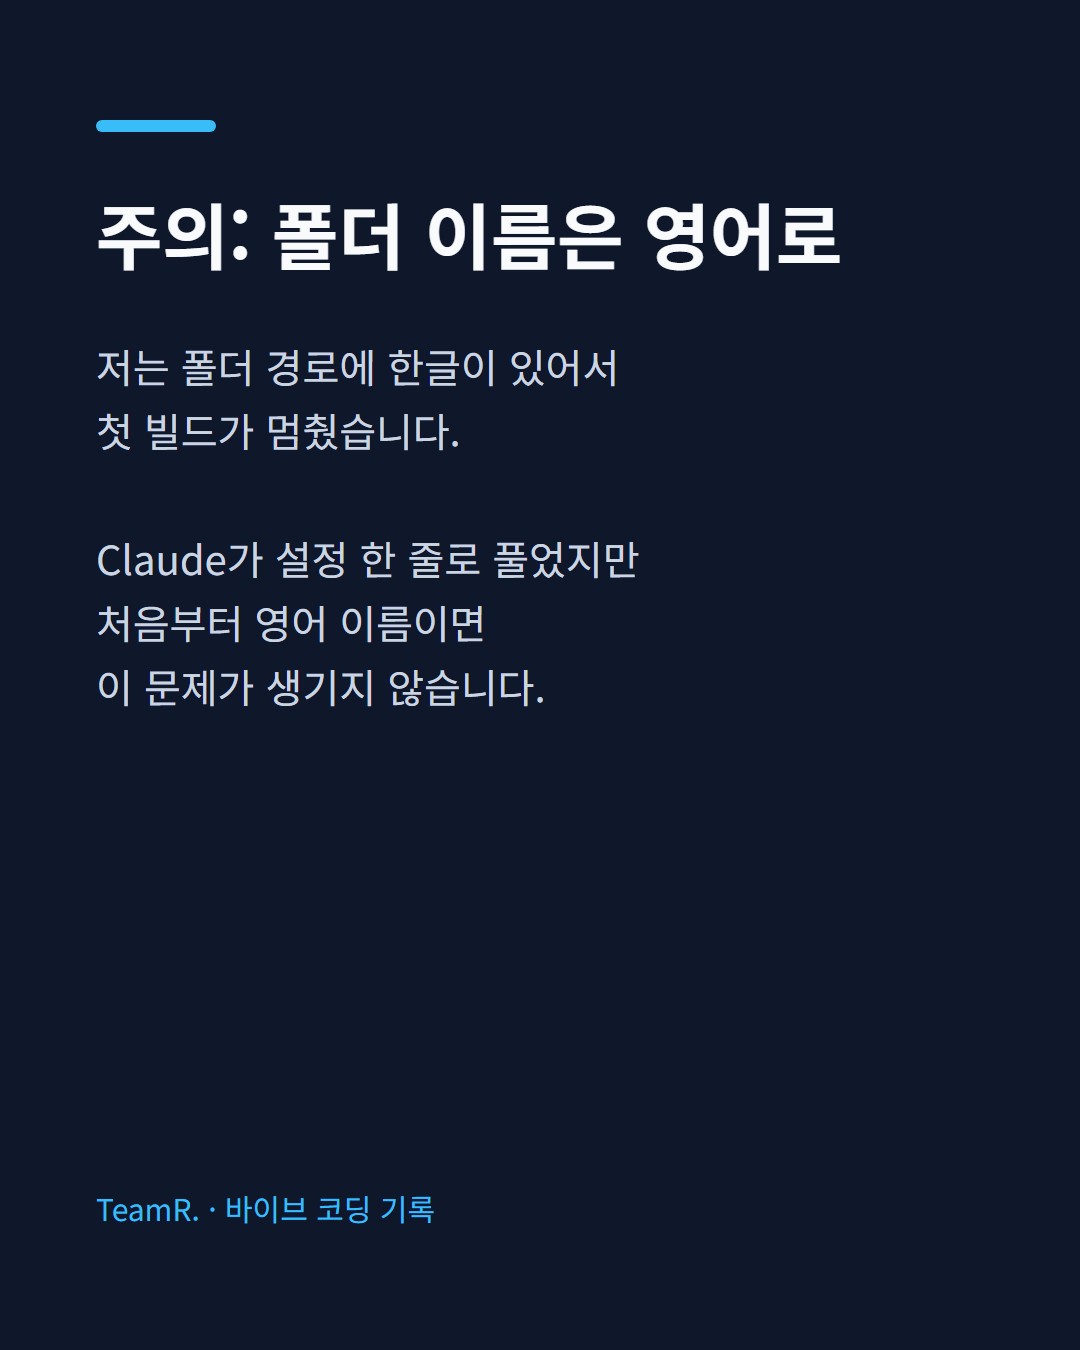 주의: 폴더 이름은 영어로
저는 폴더 경로에 한글이 있어서
첫 빌드가 멈췄습니다.
Claude가 설정 한 줄로 풀었지만
처음부터 영어 이름이면
이 문제가 생기지 않습니다.
TeamR. · 바이브 코딩 기록